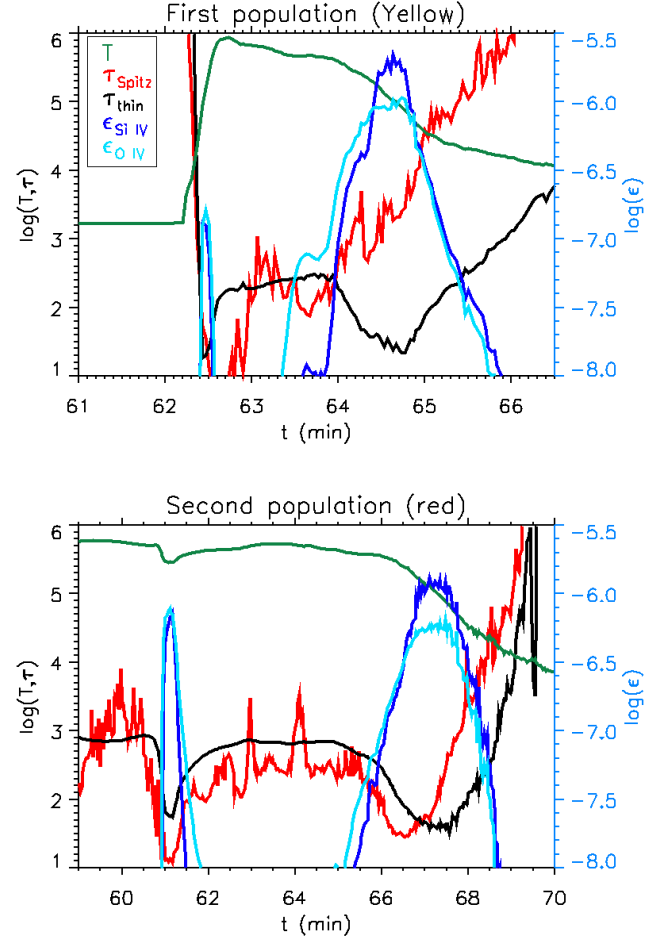 First population (Yellow)
6
5
4
3
2
1
log(T,τ)
T
τSpitz
τthin
εSi IV
εO IV
-5.5
-6.0
-6.5
-7.0
-7.5
-8.0
log(ε)
61 62 63 64 65 66
t (min)
Second population (red)
6
5
4
3
2
1
log(T,τ)
-5.5
-6.0
-6.5
-7.0
-7.5
-8.0
log(ε)
60 62 64 66 68 70
t (min)